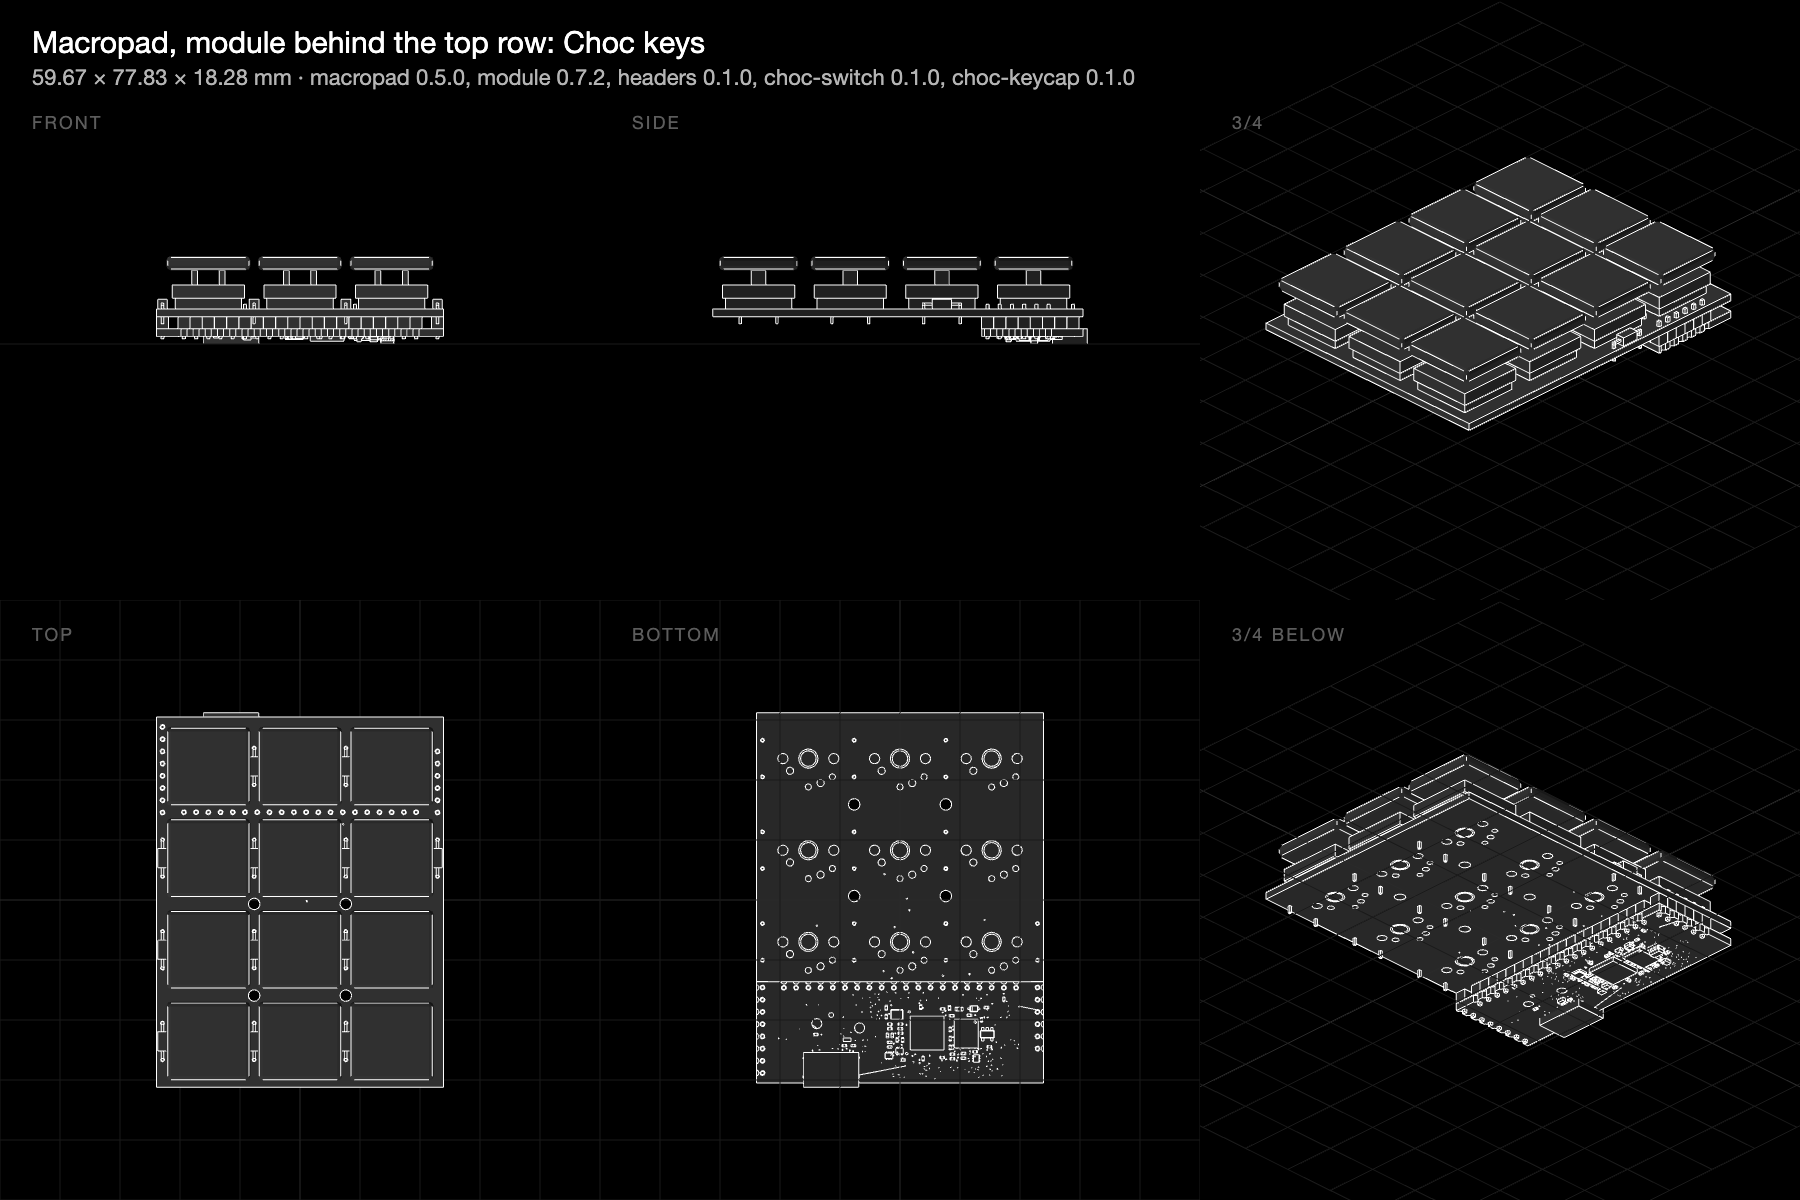 Macropad, module behind the top row: Choc keys
59.67 × 77.83 × 18.28 mm · macropad 0.5.0, module 0.7.2, headers 0.1.0, choc-switch 0.1.0, choc-keycap 0.1.0
FRONT
SIDE
3/4
TOP
BOTTOM
3/4 BELOW